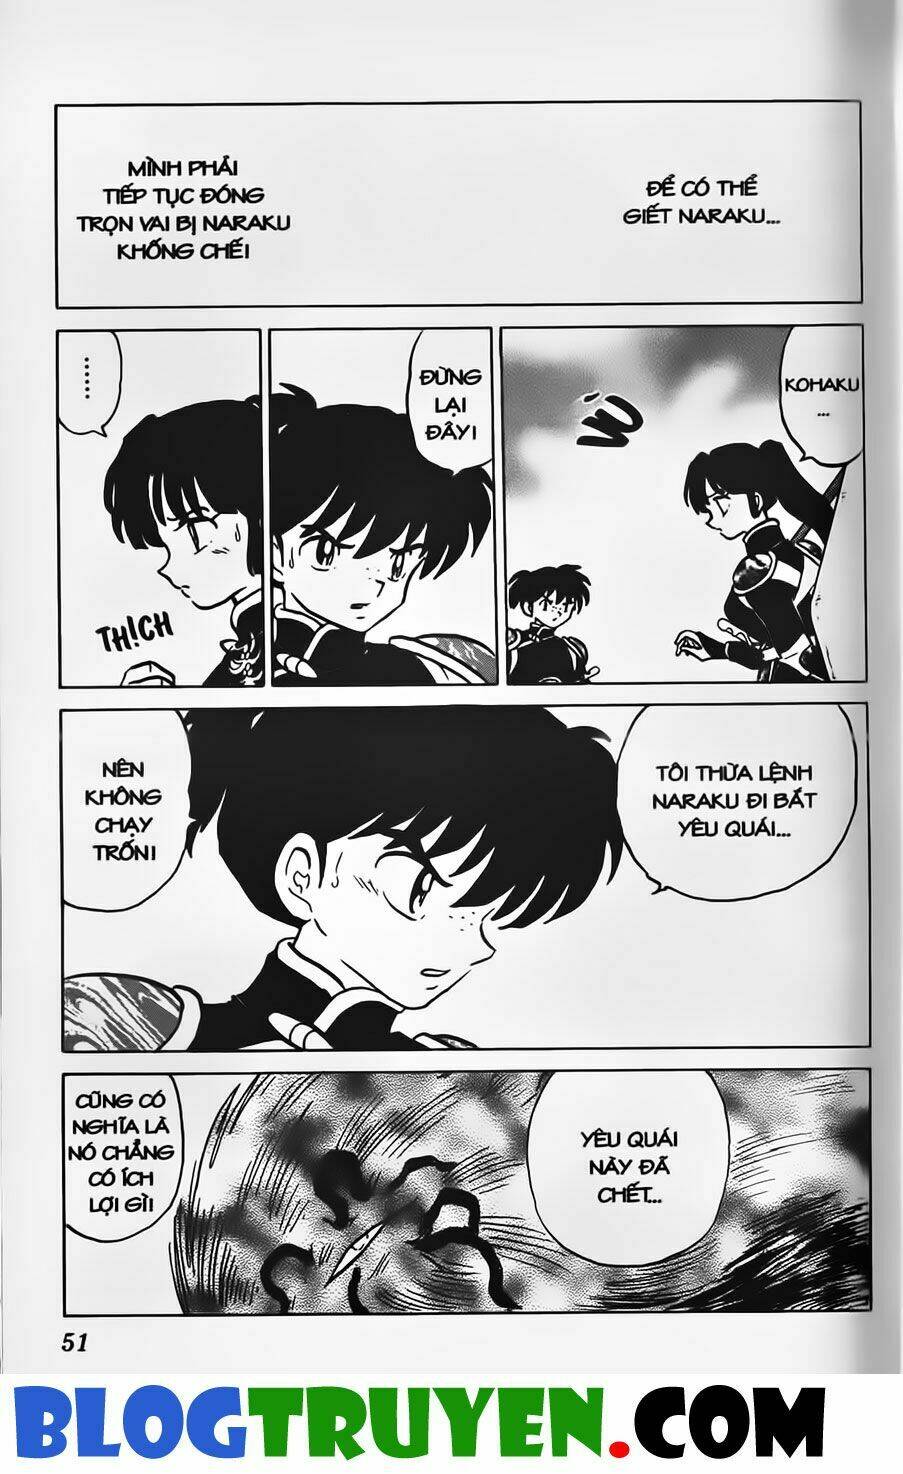 ĐỂ CÓ THỂ
GIẾT NARAKU...
MÌNH PHẢI
TIẾP TỤC ĐÓNG
TRỌN VAI BỊ NARAKU
KHỐNG CHẾ!
KOHAKU
...
VÙ
ĐỪNG
LẠI
ĐÂY!
.......
THỊCH
TÔI THỪA LỆNH
NARAKU ĐI BẮT
YÊU QUÁI...
NÊN
KHÔNG
CHẠY
TRỐN!
YÊU QUÁI
NÀY ĐÃ
CHẾT...
CŨNG CÓ
NGHĨA LÀ
NÓ CHẲNG
CÓ ÍCH
LỢI GÌ!
51
BLOGTRUYEN.COM